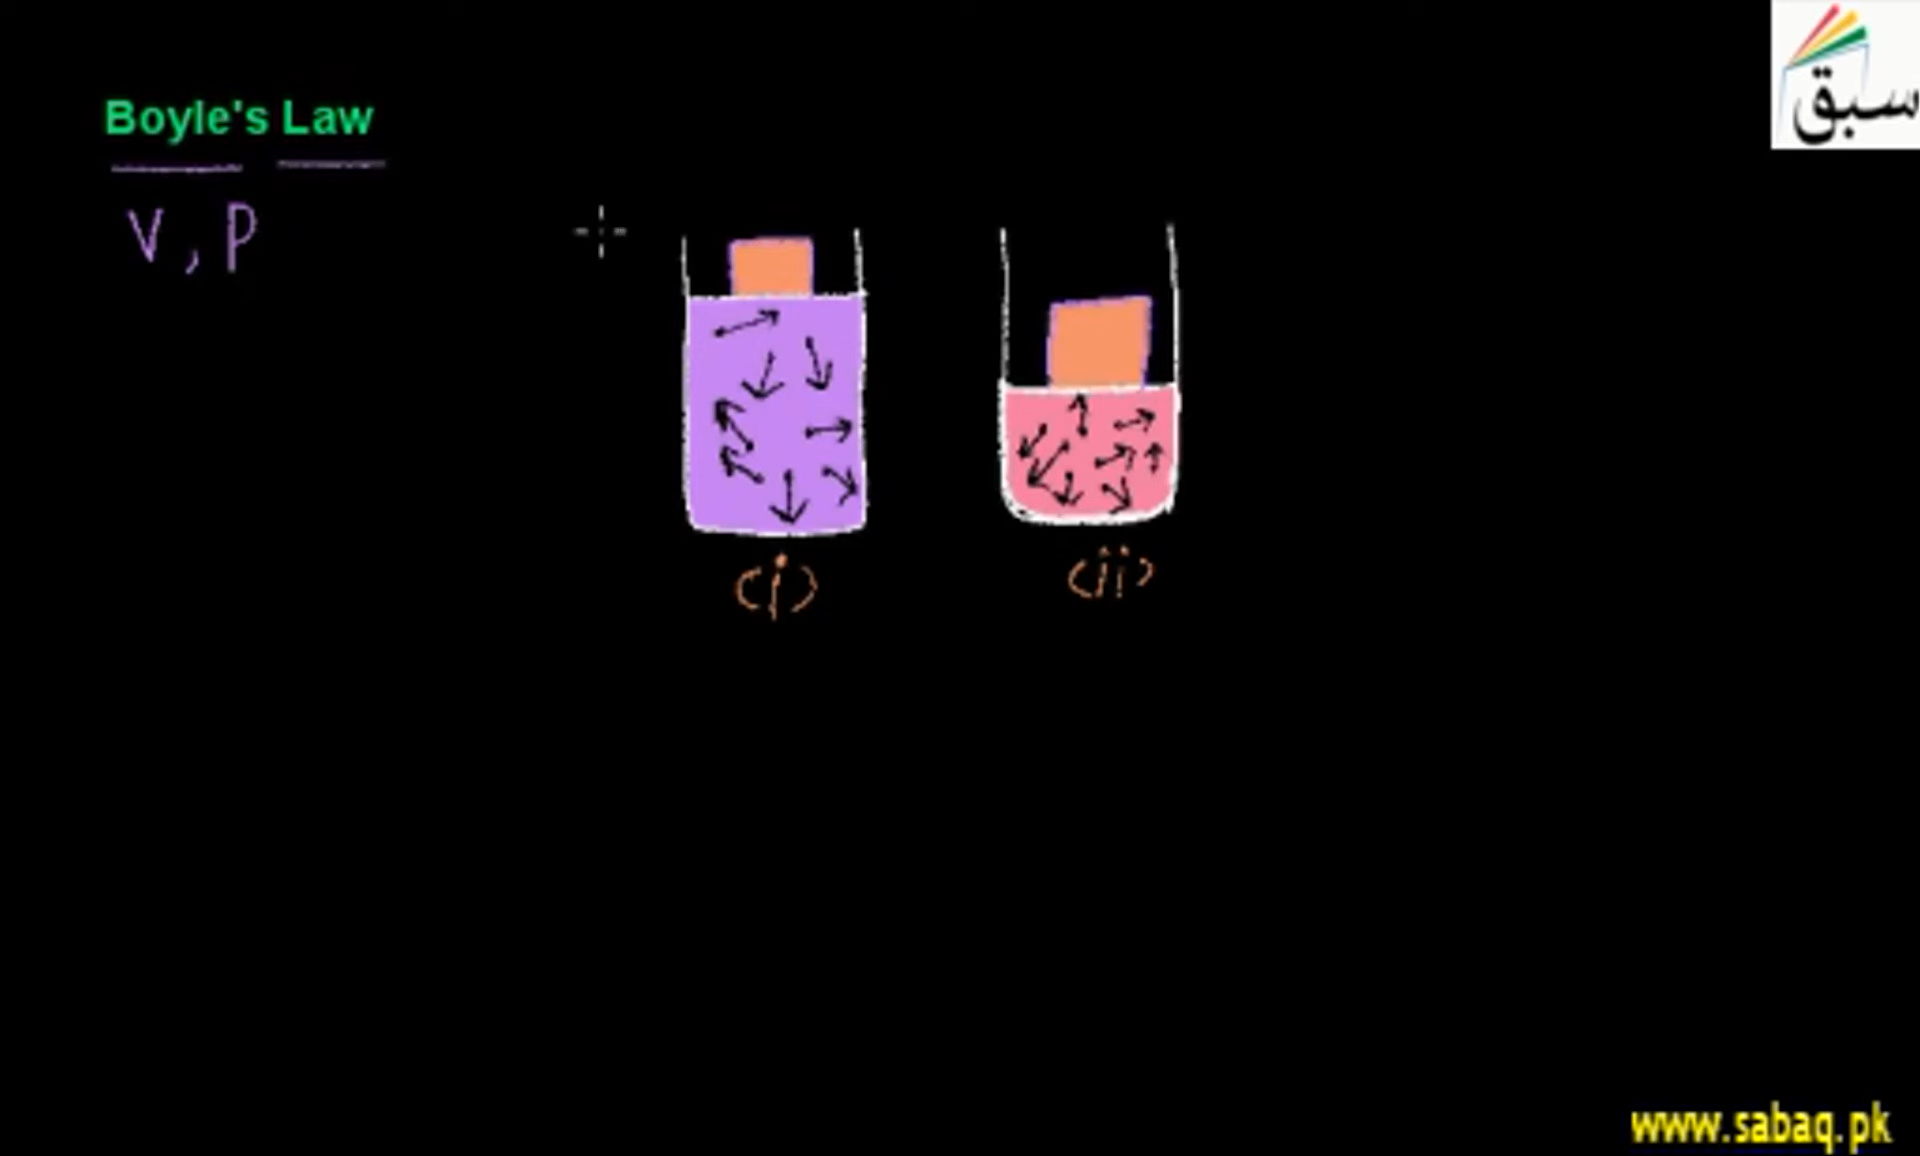 سبق
Boyle's Law
V, P
(i)
(ii)
www.sabaq.pk